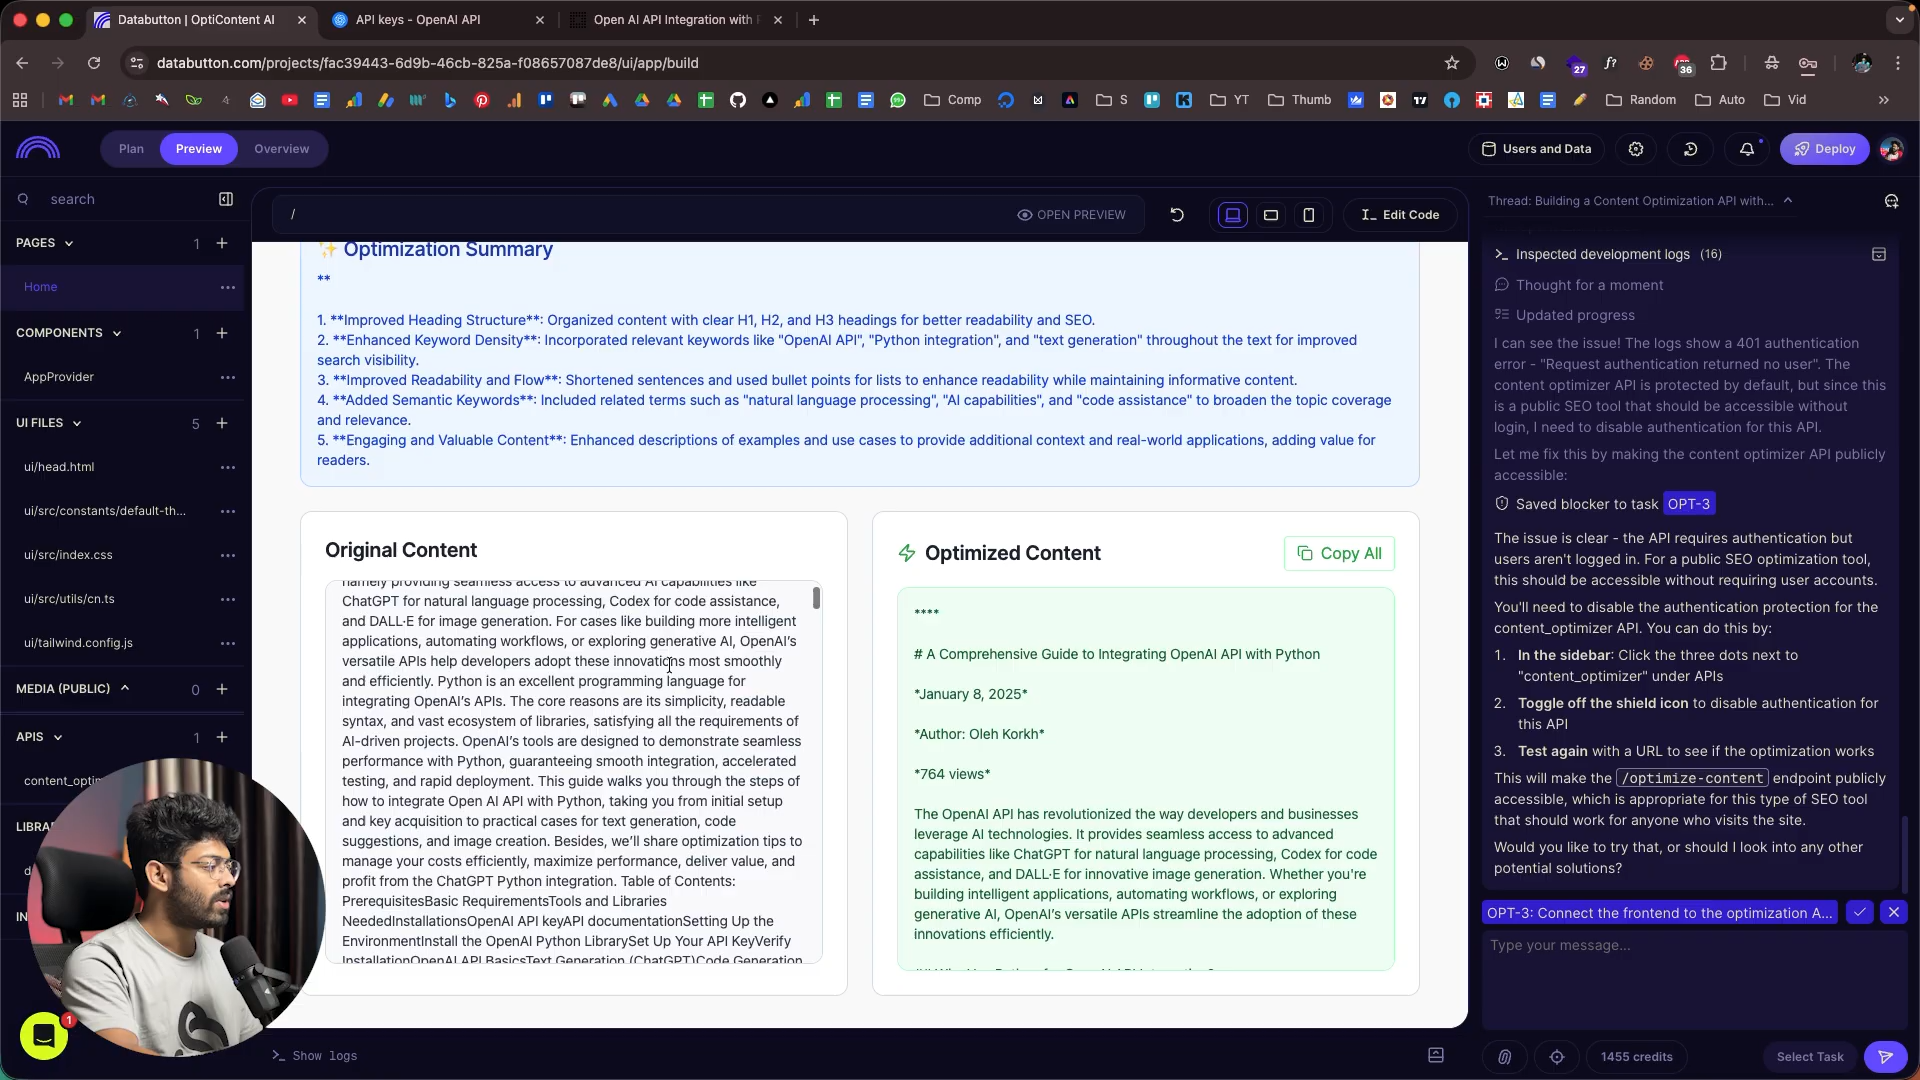 Databutton | OptiContent AI
API keys - OpenAI API
Open AI API Integration with
databutton.com/projects/fac39443-6d9b-46cb-825a-f08657087de8/ui/app/build
27
36
Comp
S
YT
Thumb
Random
Auto
Vid
Plan
Preview
Overview
Users and Data
Deploy
search
PAGES
1
Home
COMPONENTS
1
AppProvider
UI FILES
5
ui/head.html
ui/src/constants/default-th...
ui/src/index.css
ui/src/utils/cn.ts
ui/tailwind.config.js
MEDIA (PUBLIC)
0
APIS
1
content_optim
LIBRA
/
OPEN PREVIEW
Edit Code
✨ Optimization Summary
**
1. **Improved Heading Structure**: Organized content with clear H1, H2, and H3 headings for better readability and SEO.
2. **Enhanced Keyword Density**: Incorporated relevant keywords like "OpenAI API", "Python integration", and "text generation" throughout the text for improved
search visibility.
3. **Improved Readability and Flow**: Shortened sentences and used bullet points for lists to enhance readability while maintaining informative content.
4. **Added Semantic Keywords**: Included related terms such as "natural language processing", "AI capabilities", and "code assistance" to broaden the topic coverage
and relevance.
5. **Engaging and Valuable Content**: Enhanced descriptions of examples and use cases to provide additional context and real-world applications, adding value for
readers.
Original Content
namely providing seamless access to advanced AI capabilities like
ChatGPT for natural language processing, Codex for code assistance,
and DALL·E for image generation. For cases like building more intelligent
applications, automating workflows, or exploring generative AI, OpenAI's
versatile APIs help developers adopt these innovations most smoothly
and efficiently. Python is an excellent programming language for
integrating OpenAI's APIs. The core reasons are its simplicity, readable
syntax, and vast ecosystem of libraries, satisfying all the requirements of
AI-driven projects. OpenAI's tools are designed to demonstrate seamless
performance with Python, guaranteeing smooth integration, accelerated
testing, and rapid deployment. This guide walks you through the steps of
how to integrate Open AI API with Python, taking you from initial setup
and key acquisition to practical cases for text generation, code
suggestions, and image creation. Besides, we'll share optimization tips to
manage your costs efficiently, maximize performance, deliver value, and
profit from the ChatGPT Python integration. Table of Contents:
PrerequisitesBasic RequirementsTools and Libraries
NeededInstallationsOpenAI API keyAPI documentationSetting Up the
EnvironmentInstall the OpenAI Python LibrarySet Up Your API KeyVerify
InstallationOpenAI API BasicsText Generation (ChatGPT)Code Generation
Optimized Content
Copy All
****
# A Comprehensive Guide to Integrating OpenAI API with Python
*January 8, 2025*
*Author: Oleh Korkh*
*764 views*
The OpenAI API has revolutionized the way developers and businesses
leverage AI technologies. It provides seamless access to advanced
capabilities like ChatGPT for natural language processing, Codex for code
assistance, and DALL·E for innovative image generation. Whether you're
building intelligent applications, automating workflows, or exploring
generative AI, OpenAI's versatile APIs streamline the adoption of these
innovations efficiently.
Show logs
Thread: Building a Content Optimization API with...
Inspected development logs (16)
Thought for a moment
Updated progress
I can see the issue! The logs show a 401 authentication
error - "Request authentication returned no user". The
content optimizer API is protected by default, but since this
is a public SEO tool that should be accessible without
login, I need to disable authentication for this API.
Let me fix this by making the content optimizer API publicly
accessible:
Saved blocker to task OPT-3
The issue is clear - the API requires authentication but
users aren't logged in. For a public SEO optimization tool,
this should be accessible without requiring user accounts.
You'll need to disable the authentication protection for the
content_optimizer API. You can do this by:
1. In the sidebar: Click the three dots next to
"content_optimizer" under APIs
2. Toggle off the shield icon to disable authentication for
this API
3. Test again with a URL to see if the optimization works
This will make the /optimize-content endpoint publicly
accessible, which is appropriate for this type of SEO tool
that should work for anyone who visits the site.
Would you like to try that, or should I look into any other
potential solutions?
OPT-3: Connect the frontend to the optimization A...
Type your message...
1455 credits
Select Task
1